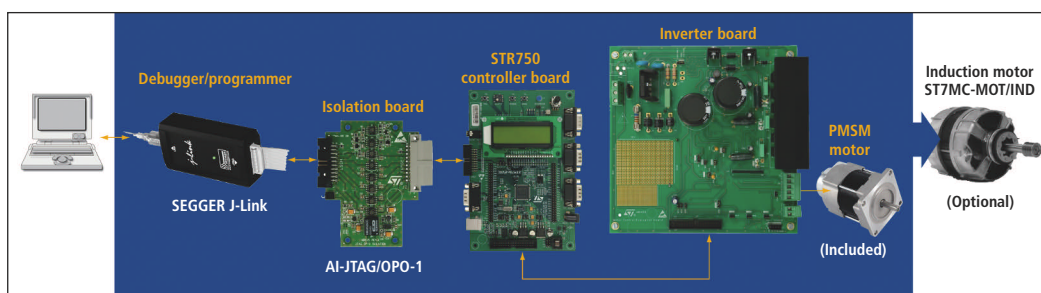 Debugger/programmer
SEGGER J-Link
Isolation board
AI-JTAG/OPO-1
STR750
controller board
Inverter board
PMSM
motor
(Included)
Induction motor
ST7MC-MOT/IND
(Optional)